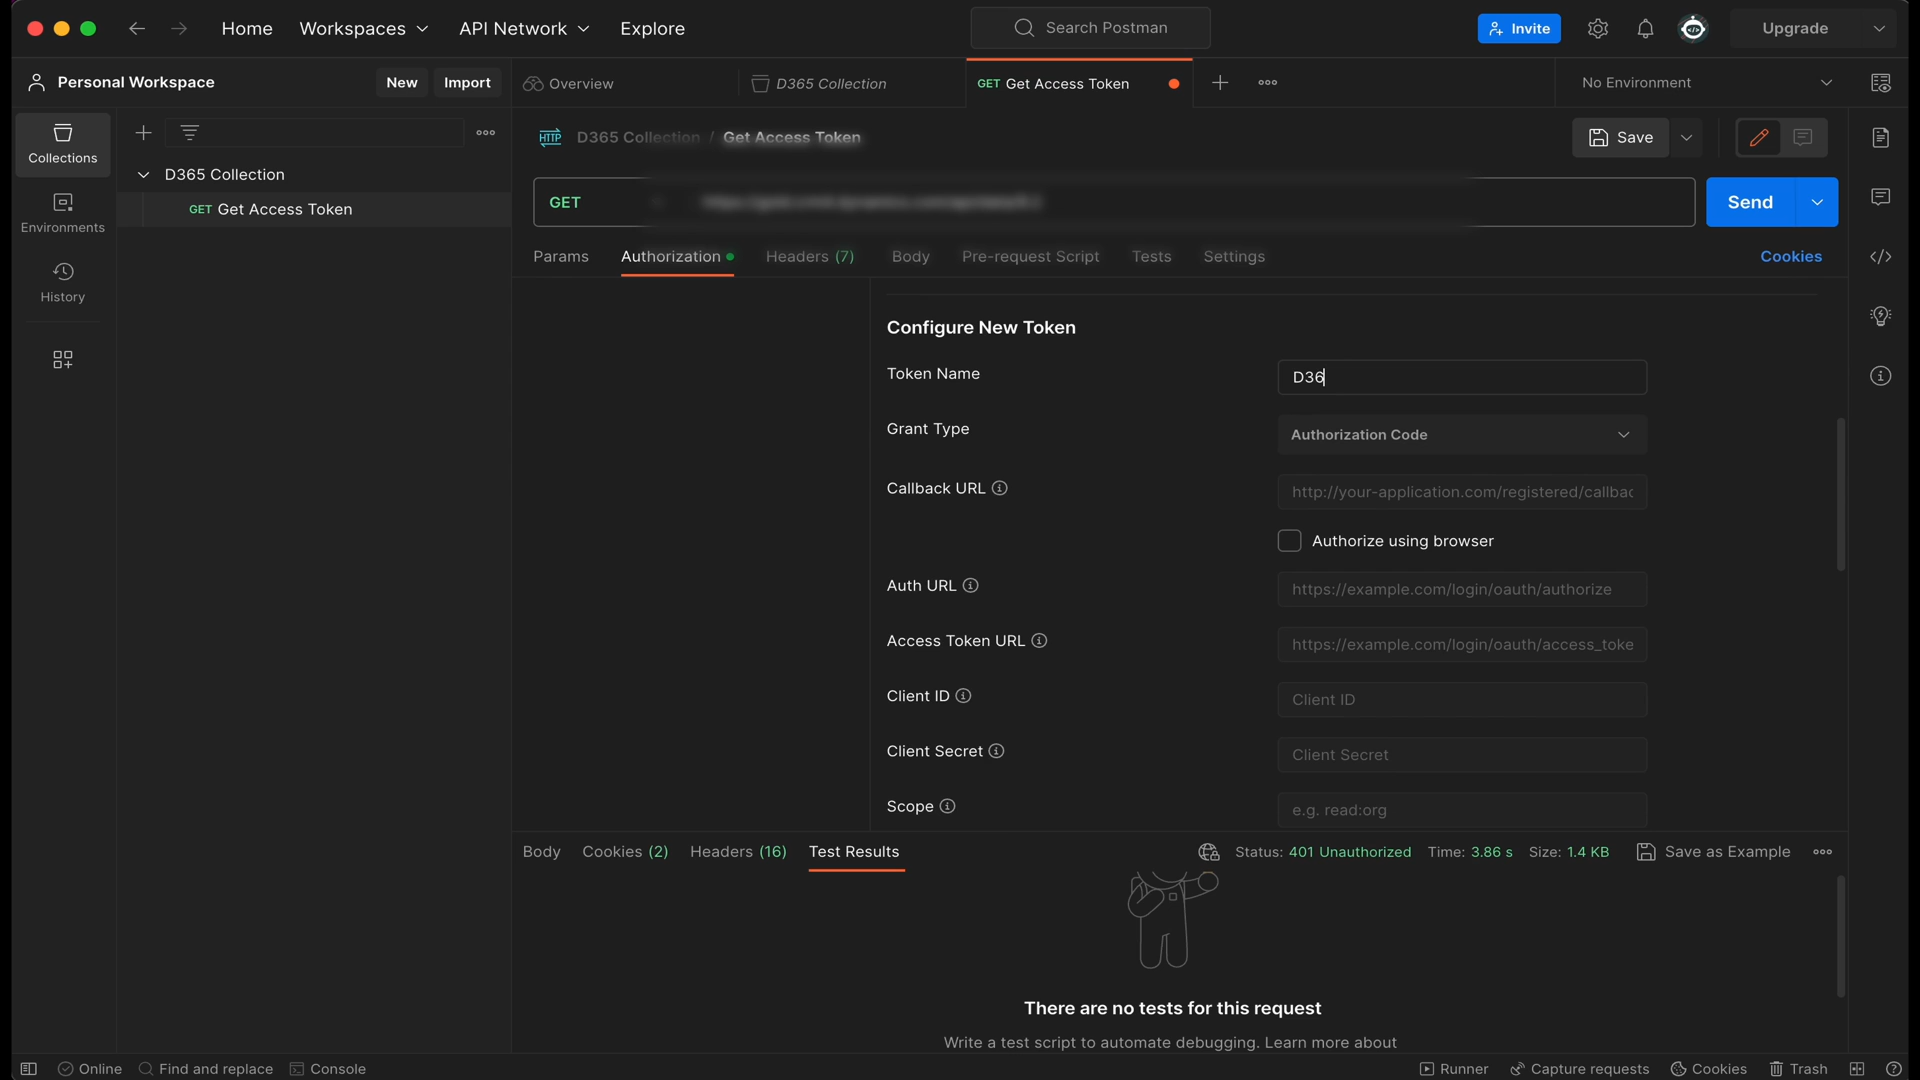 Home
Workspaces
API Network
Explore
Search Postman
Invite
Upgrade
Personal Workspace
New
Import
Overview
D365 Collection
GET Get Access Token
No Environment
Collections
D365 Collection
GET Get Access Token
Environments
History
HTTP
D365 Collection / Get Access Token
Save
GET
Send
Params
Authorization
Headers (7)
Body
Pre-request Script
Tests
Settings
Cookies
Configure New Token
Token Name
D36
Grant Type
Authorization Code
Callback URL
http://your-application.com/registered/callbac
Authorize using browser
Auth URL
https://example.com/login/oauth/authorize
Access Token URL
https://example.com/login/oauth/access_toke
Client ID
Client ID
Client Secret
Client Secret
Scope
e.g. read:org
Body
Cookies (2)
Headers (16)
Test Results
Status: 401 Unauthorized
Time: 3.86 s
Size: 1.4 KB
Save as Example
There are no tests for this request
Write a test script to automate debugging. Learn more about
Online
Find and replace
Console
Runner
Capture requests
Cookies
Trash